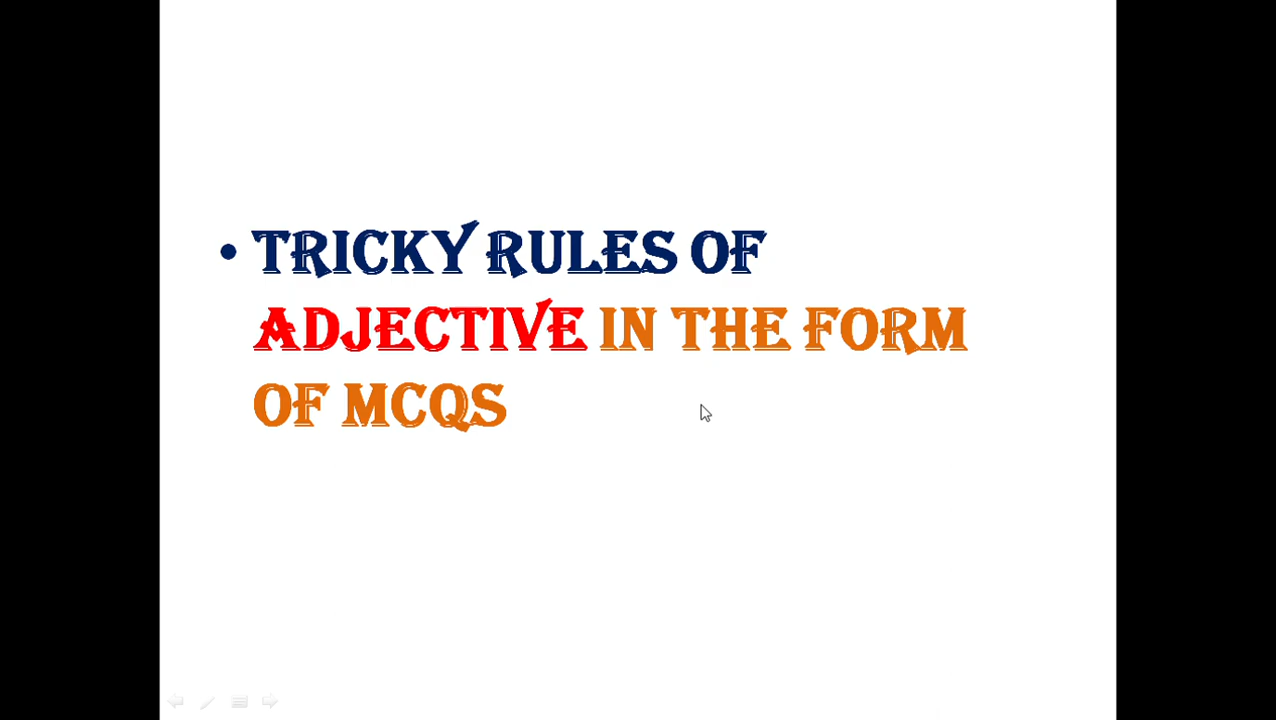 • TRICKY RULES OF
ADJECTIVE IN THE FORM
OF MCQS